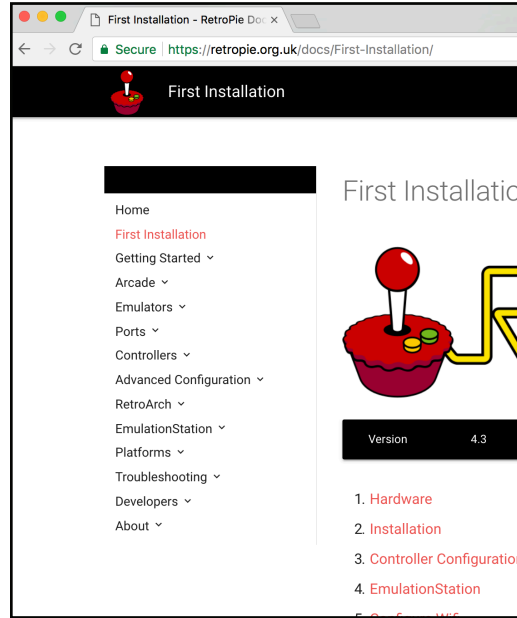 First Installation - RetroPie Doc
Secure https://retropie.org.uk/docs/First-Installation/
First Installation
Home
First Installation
Getting Started
Arcade
Emulators
Ports
Controllers
Advanced Configuration
RetroArch
EmulationStation
Platforms
Troubleshooting
Developers
About
First Installatio
Version 4.3
1. Hardware
2. Installation
3. Controller Configuration
4. EmulationStation